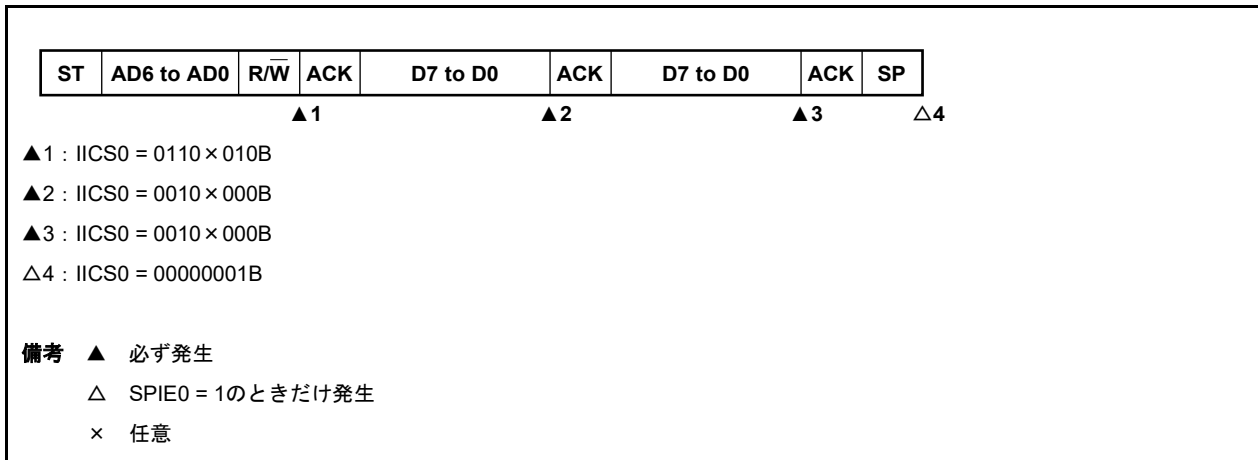 ST AD6 to AD0 R/W̅ ACK D7 to D0 ACK D7 to D0 ACK SP
▲1 ▲2 ▲3 △4
▲1：IICS0 = 0110×010B
▲2：IICS0 = 0010×000B
▲3：IICS0 = 0010×000B
△4：IICS0 = 00000001B
備考 ▲ 必ず発生
△ SPIE0 = 1のときだけ発生
× 任意